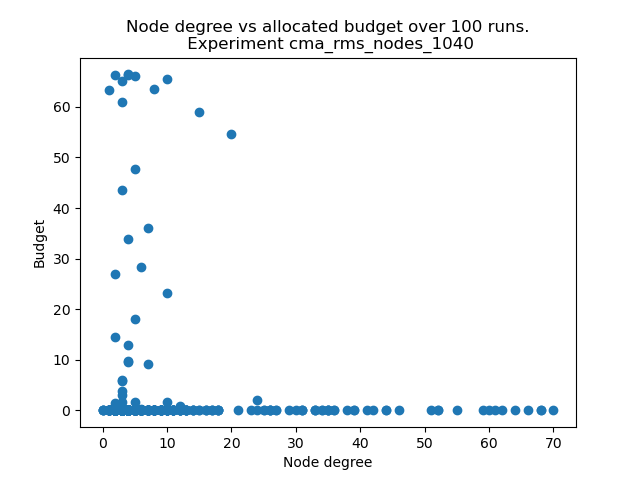 Node degree vs allocated budget over 100 runs.
Experiment cma_rms_nodes_1040
60
50
40
30
20
10
0
Budget
0 10 20 30 40 50 60 70
Node degree